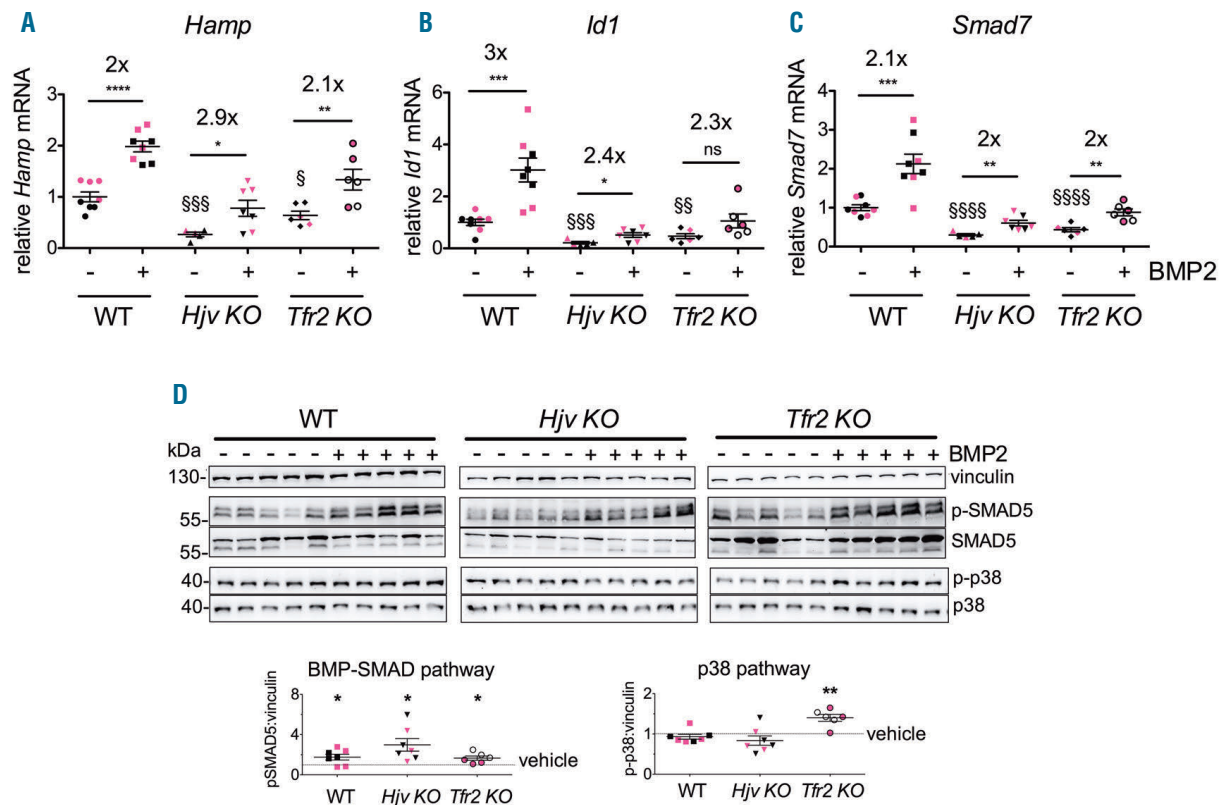 A
Hamp
relative Hamp mRNA
3
2
1
0
2x
****
2.9x
*
2.1x
**
§§§
§
- + - + - +
WT Hjv KO Tfr2 KO
B
Id1
relative Id1 mRNA
6
4
2
0
3x
***
2.4x
*
2.3x
ns
§§§
§§
- + - + - +
WT Hjv KO Tfr2 KO
C
Smad7
relative Smad7 mRNA
4
3
2
1
0
2.1x
***
2x
**
2x
**
§§§§
§§§§
- + - + - + BMP2
WT Hjv KO Tfr2 KO
D
WT Hjv KO Tfr2 KO
kDa - - - - - + + + + + - - - - - + + + + + - - - - - + + + + + BMP2
130- vinculin
55- p-SMAD5
55- SMAD5
40- p-p38
40- p38
BMP-SMAD pathway
pSMAD5:vinculin
8
4
0
* * *
vehicle
WT Hjv KO Tfr2 KO
p38 pathway
p-p38:vinculin
2
1
0
**
vehicle
WT Hjv KO Tfr2 KO